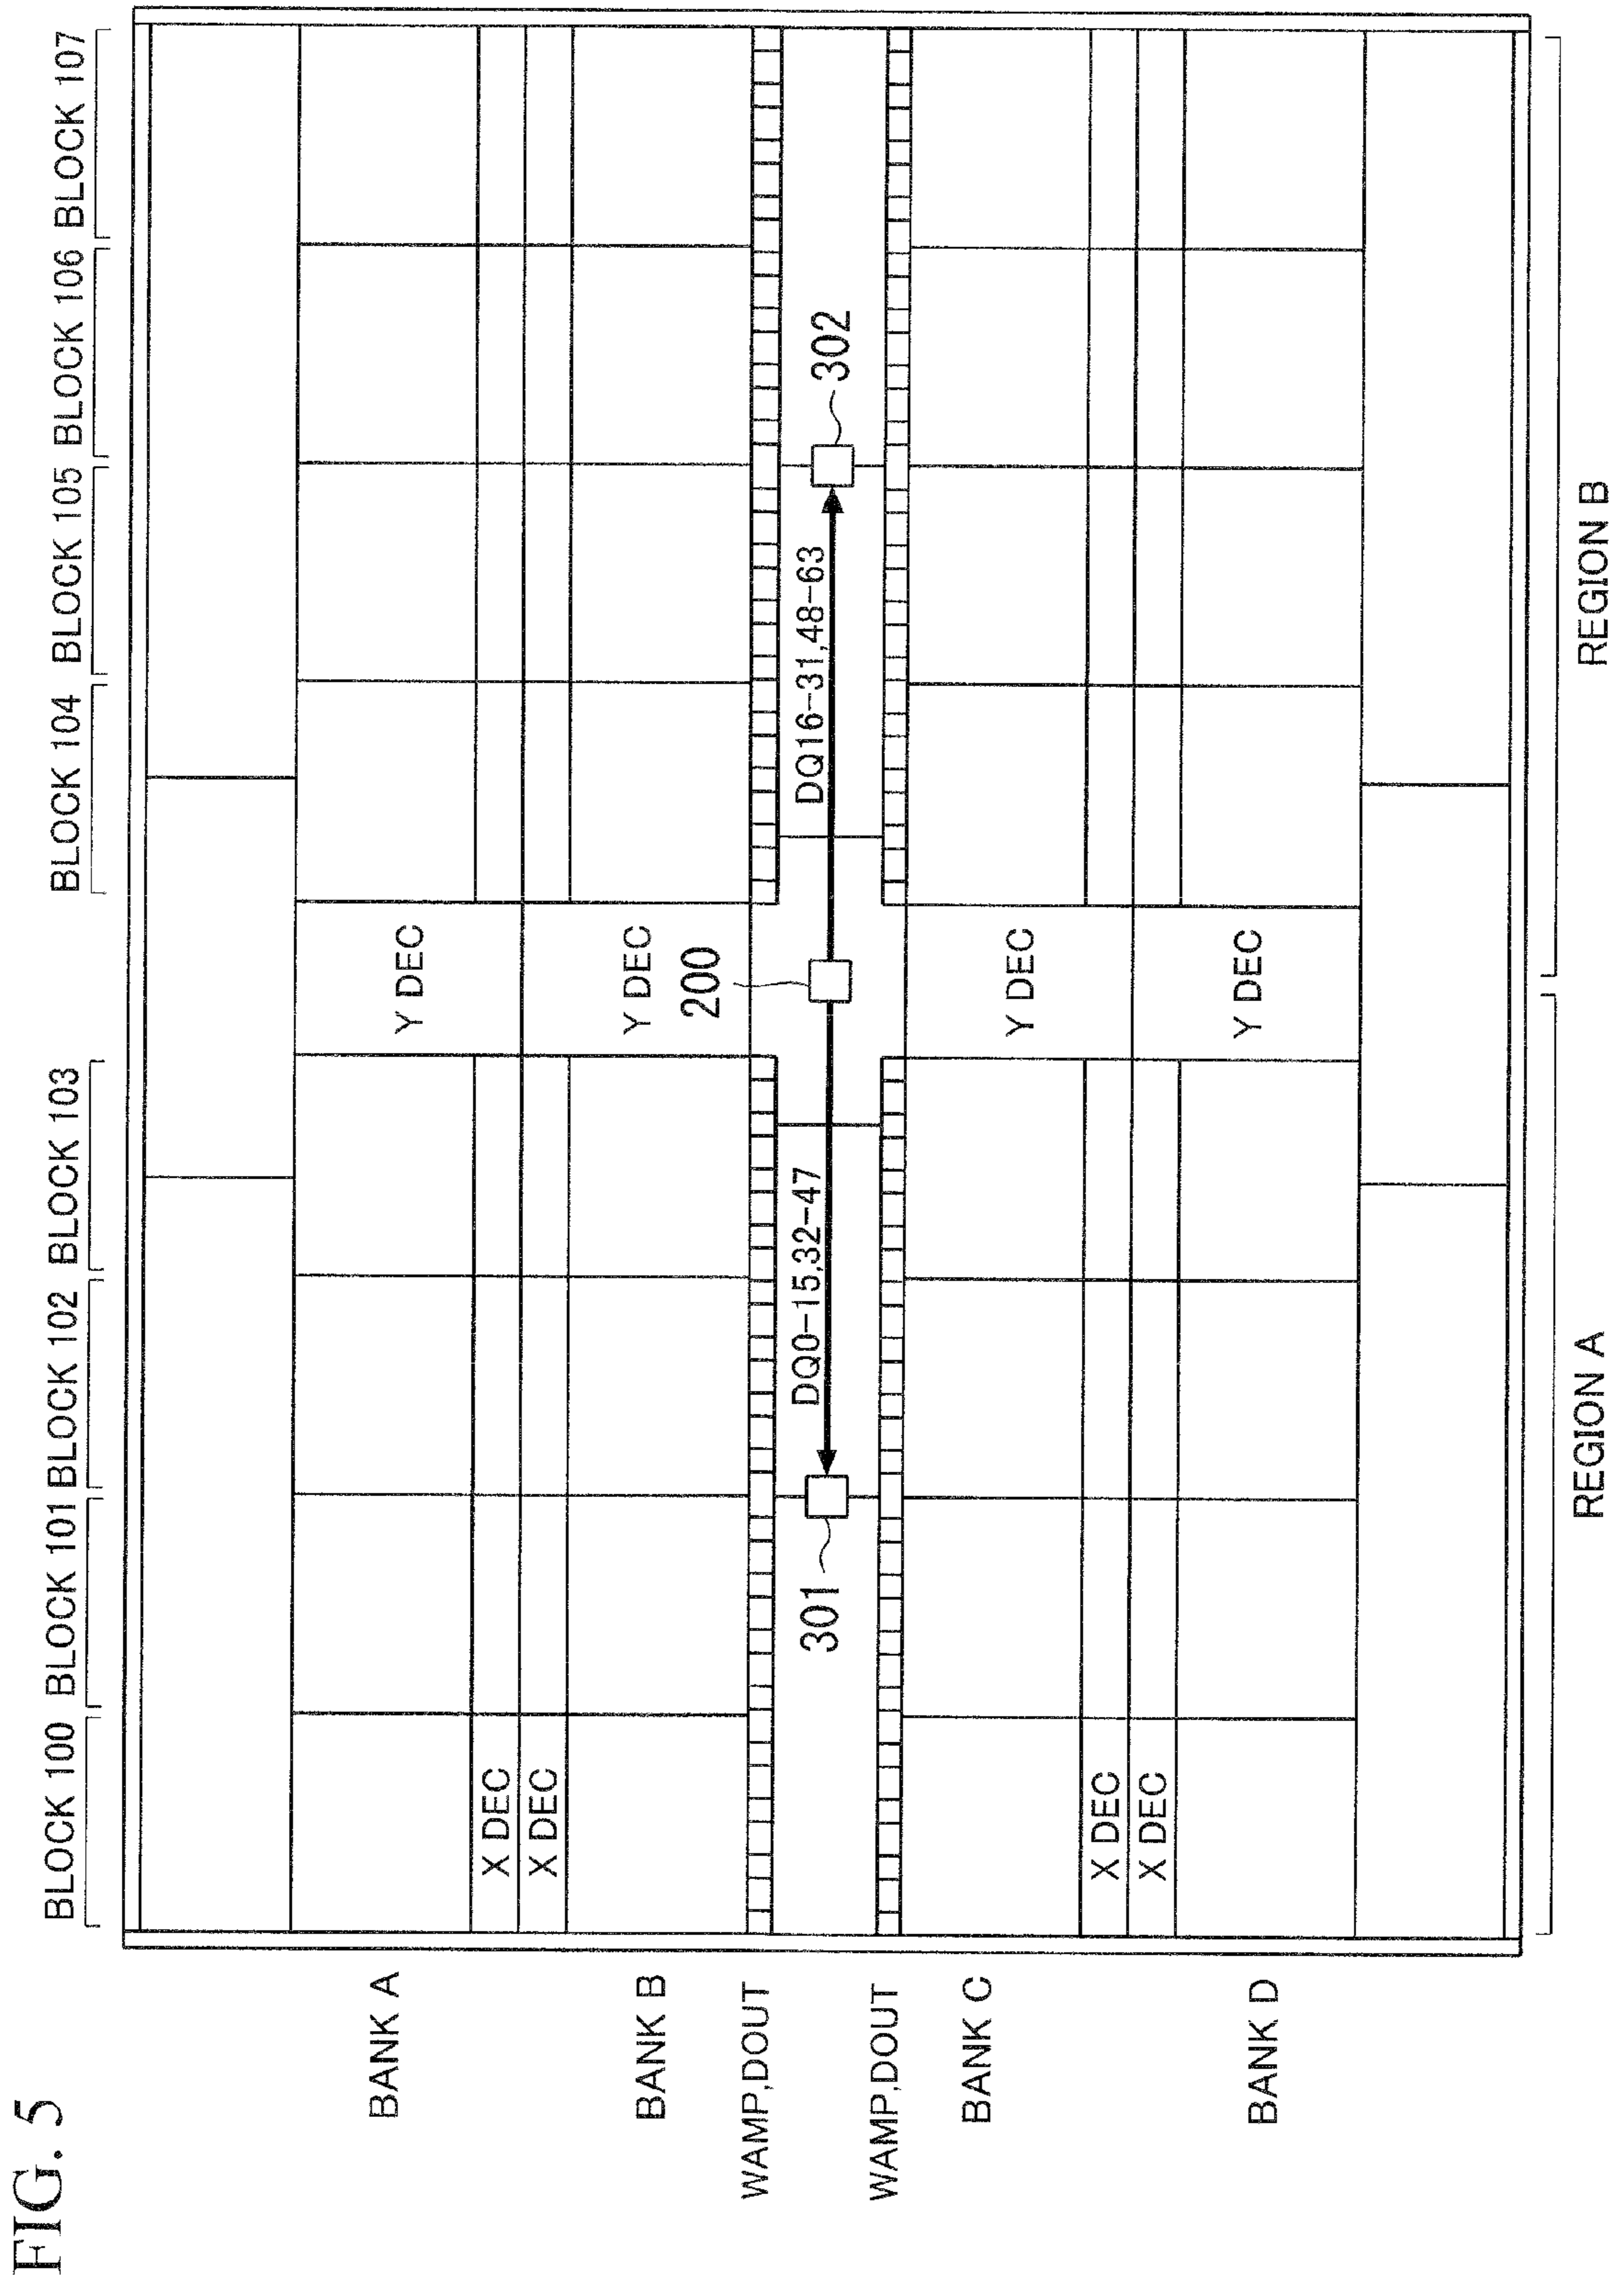 FIG. 5
BLOCK 100
BLOCK 101
BLOCK 102
BLOCK 103
BLOCK 104
BLOCK 105
BLOCK 106
BLOCK 107
BANK A
Y DEC
X DEC
X DEC
BANK B
Y DEC
200
WAMP,DOUT
301
DQ0-15,32-47
DQ16-31,48-63
302
WAMP,DOUT
BANK C
Y DEC
X DEC
X DEC
BANK D
Y DEC
REGION A
REGION B